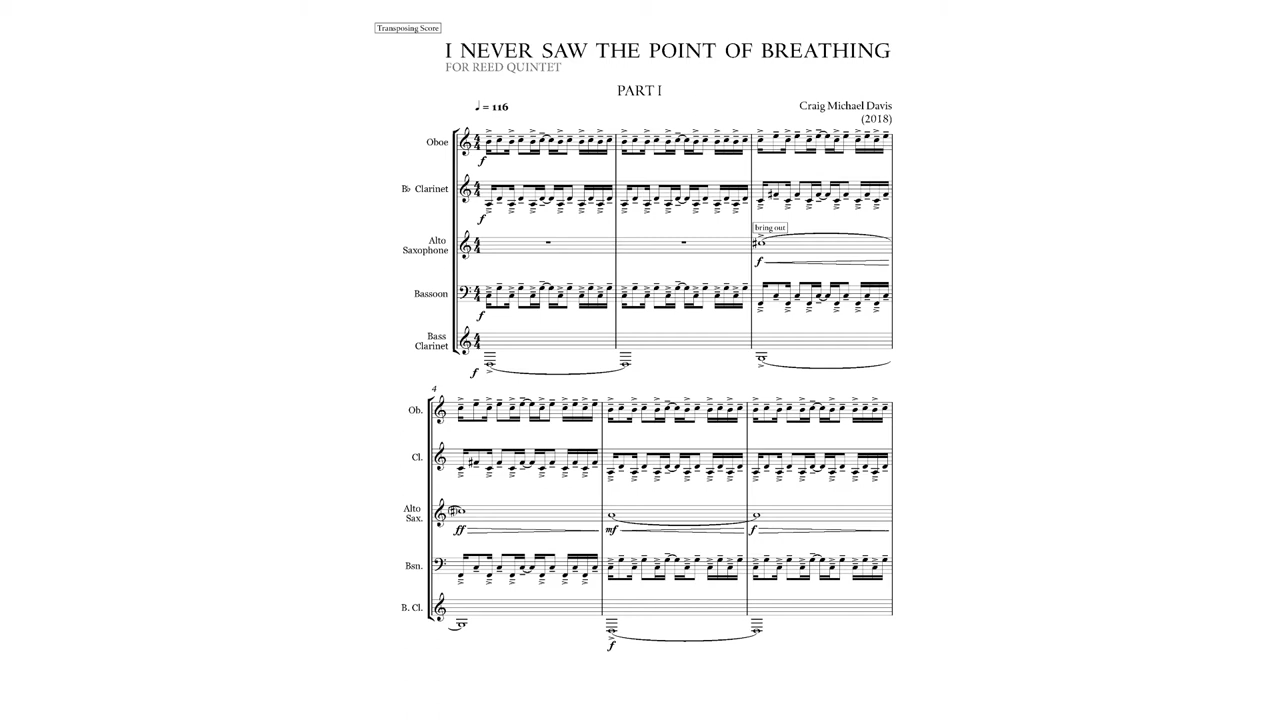 Transposing Score
I NEVER SAW THE POINT OF BREATHING
FOR REED QUINTET
PART I
♩ = 116
Craig Michael Davis
(2018)
Oboe
f
B♭ Clarinet
f
bring out
Alto
Saxophone
f
Bassoon
f
Bass
Clarinet
f
4
Ob.
Cl.
Alto
Sax.
ff mf f
Bsn.
B. Cl.
f